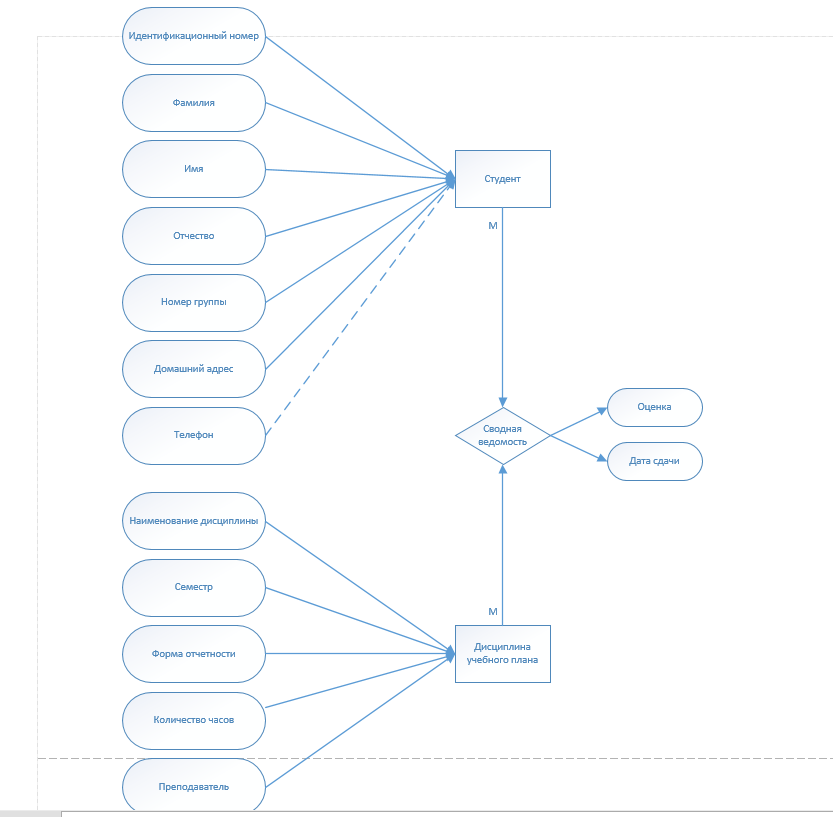 Идентификационный номер
Фамилия
Имя
Отчество
Номер группы
Домашний адрес
Телефон
Студент
М
Сводная
ведомость
Оценка
Дата сдачи
Наименование дисциплины
Семестр
Форма отчетности
Количество часов
Преподаватель
М
Дисциплина
учебного плана